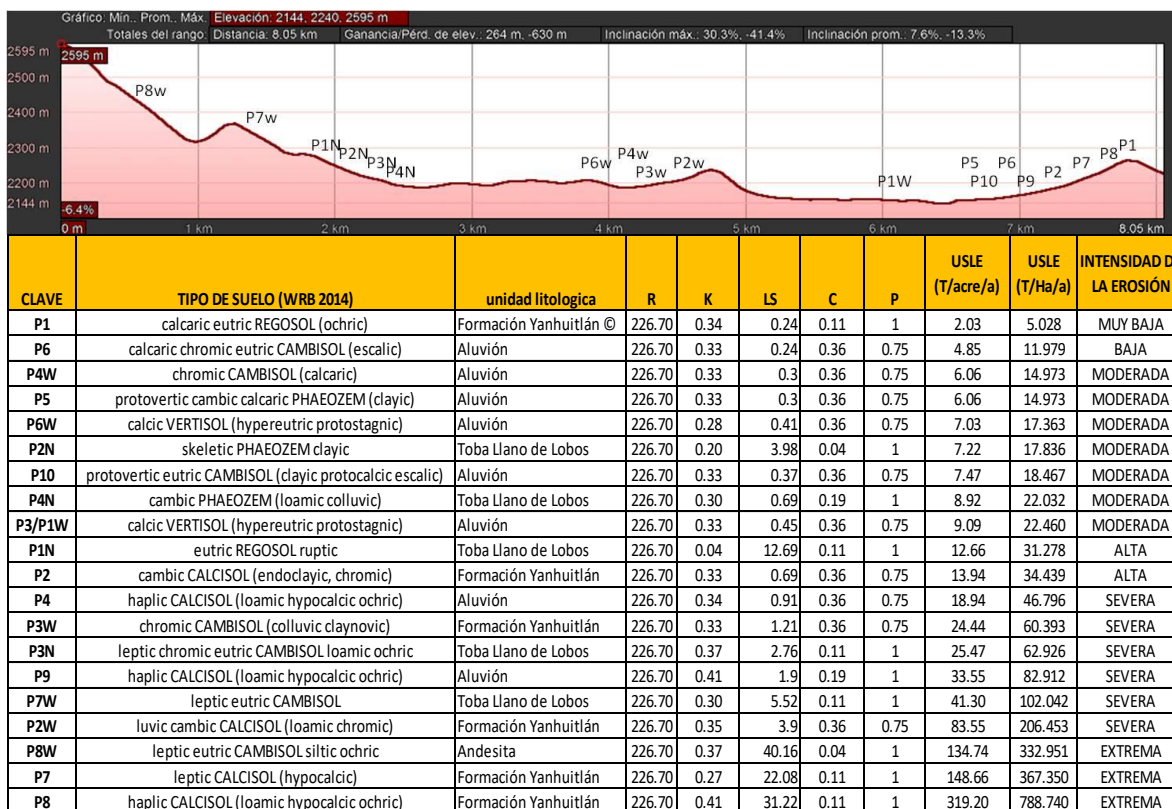 Gráfico: Mín., Prom., Máx. Elevación: 2144, 2240, 2595 m
Totales del rango: Distancia: 8.05 km Ganancia/Pérd. de elev.: 264 m, -630 m Inclinación máx.: 30.3%, -41.4% Inclinación prom.: 7.6%, -13.3%
2595 m
2595 m
2500 m
P8w
2400 m
P7w
2300 m
P1N
P2N
P3N
P4N
P6w
P4w
P3w
P2w
P1W
P5
P10
P6
P9
P2
P7
P8
P1
2200 m
2144 m
-6.4%
0 m 1 km 2 km 3 km 4 km 5 km 6 km 7 km 8.05 km
CLAVE TIPO DE SUELO (WRB 2014) unidad litologica R K LS C P USLE (T/acre/a) USLE (T/Ha/a) INTENSIDAD D LA EROSIÓN
P1 calcaric eutric REGOSOL (ochric) Formación Yanhuitlán © 226.70 0.34 0.24 0.11 1 2.03 5.028 MUY BAJA
P6 calcaric chromic eutric CAMBISOL (escalic) Aluvión 226.70 0.33 0.24 0.36 0.75 4.85 11.979 BAJA
P4W chromic CAMBISOL (calcaric) Aluvión 226.70 0.33 0.3 0.36 0.75 6.06 14.973 MODERADA
P5 protovertic cambic calcaric PHAEOZEM (clayic) Aluvión 226.70 0.33 0.3 0.36 0.75 6.06 14.973 MODERADA
P6W calcic VERTISOL (hypereutric protostagnic) Aluvión 226.70 0.28 0.41 0.36 0.75 7.03 17.363 MODERADA
P2N skeletic PHAEOZEM clayic Toba Llano de Lobos 226.70 0.20 3.98 0.04 1 7.22 17.836 MODERADA
P10 protovertic eutric CAMBISOL (clayic protocalcic escalic) Aluvión 226.70 0.33 0.37 0.36 0.75 7.47 18.467 MODERADA
P4N cambic PHAEOZEM (loamic colluvic) Toba Llano de Lobos 226.70 0.30 0.69 0.19 1 8.92 22.032 MODERADA
P3/P1W calcic VERTISOL (hypereutric protostagnic) Aluvión 226.70 0.33 0.45 0.36 0.75 9.09 22.460 MODERADA
P1N eutric REGOSOL ruptic Toba Llano de Lobos 226.70 0.04 12.69 0.11 1 12.66 31.278 ALTA
P2 cambic CALCISOL (endoclayic, chromic) Formación Yanhuitlán 226.70 0.33 0.69 0.36 0.75 13.94 34.439 ALTA
P4 haplic CALCISOL (loamic hypocalcic ochric) Aluvión 226.70 0.34 0.91 0.36 0.75 18.94 46.796 SEVERA
P3W chromic CAMBISOL (colluvic claynovic) Formación Yanhuitlán 226.70 0.33 1.21 0.36 0.75 24.44 60.393 SEVERA
P3N leptic chromic eutric CAMBISOL loamic ochric Toba Llano de Lobos 226.70 0.37 2.76 0.11 1 25.47 62.926 SEVERA
P9 haplic CALCISOL (loamic hypocalcic ochric) Aluvión 226.70 0.41 1.9 0.19 1 33.55 82.912 SEVERA
P7W leptic eutric CAMBISOL Toba Llano de Lobos 226.70 0.30 5.52 0.11 1 41.30 102.042 SEVERA
P2W luvic cambic CALCISOL (loamic chromic) Formación Yanhuitlán 226.70 0.35 3.9 0.36 0.75 83.55 206.453 SEVERA
P8W leptic eutric CAMBISOL siltic ochric Andesita 226.70 0.37 40.16 0.04 1 134.74 332.951 EXTREMA
P7 leptic CALCISOL (hypocalcic) Formación Yanhuitlán 226.70 0.27 22.08 0.11 1 148.66 367.350 EXTREMA
P8 haplic CALCISOL (loamic hypocalcic ochric) Formación Yanhuitlán 226.70 0.41 31.22 0.11 1 319.20 788.740 EXTREMA